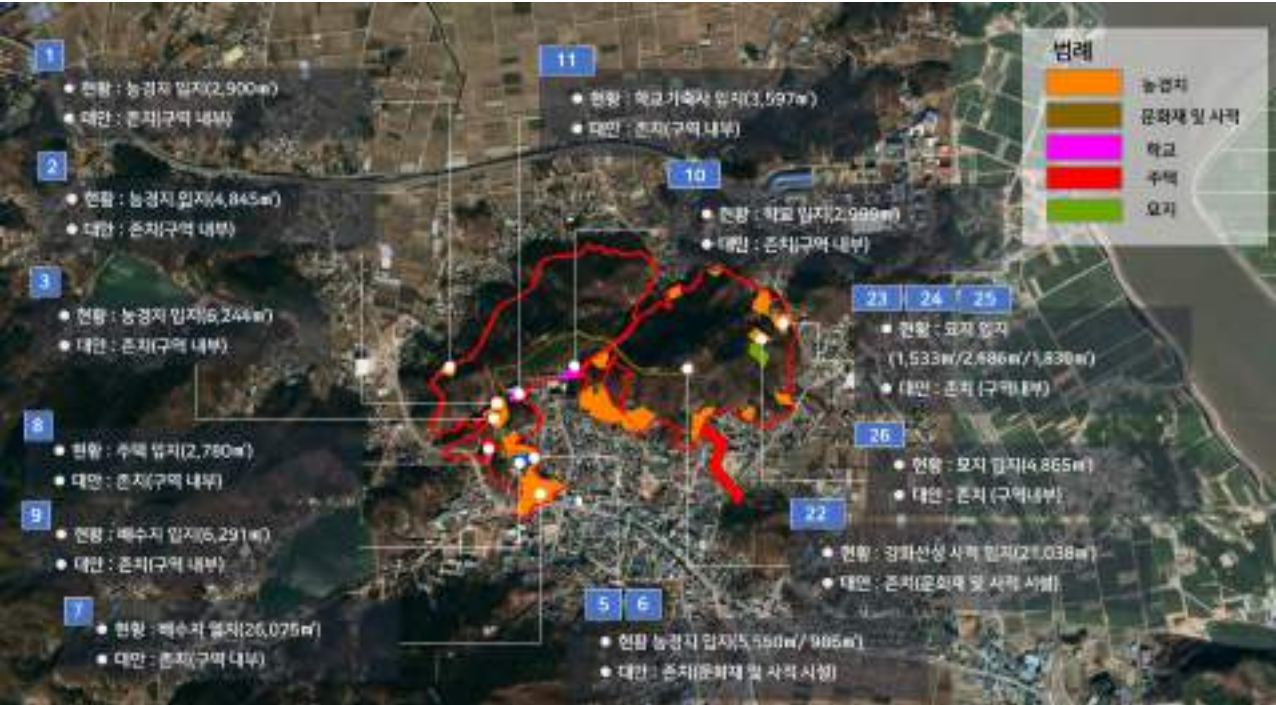 1
● 현황 : 농경지 입지(2,900㎡)
● 대안 : 존치(구역 내부)
2
● 현황 : 농경지 입지(4,845㎡)
● 대안 : 존치(구역 내부)
3
● 현황 : 농경지 입지(6,244㎡)
● 대안 : 존치(구역 내부)
8
● 현황 : 주택 입지(2,780㎡)
● 대안 : 존치(구역 내부)
9
● 현황 : 배수지 입지(6,291㎡)
● 대안 : 존치(구역 내부)
7
● 현황 : 배수지 열지(26,075㎡)
● 대안 : 존치(구역 내부)
11
● 현황 : 학교기숙사 입지(3,597㎡)
● 대안 : 존치(구역 내부)
10
● 현황 : 학교 입지(2,999㎡)
● 대안 : 존치(구역 내부)
23 24 25
● 현황 : 묘지 입지
(1,533㎡/2,686㎡/1,830㎡)
● 대안 : 존치 (구역내부)
26
● 현황 : 묘지 입지(4,865㎡)
● 대안 : 존치 (구역내부)
22
● 현황 : 강화산성 사적 입지(21,038㎡)
● 대안 : 존치(문화재 및 사적 시설)
5 6
● 현황 농경지 입지(5,550㎡/ 985㎡)
● 대안 : 존치(문화재 및 사적 시설)
범례
농경지
문화재 및 사적
학교
주택
묘지